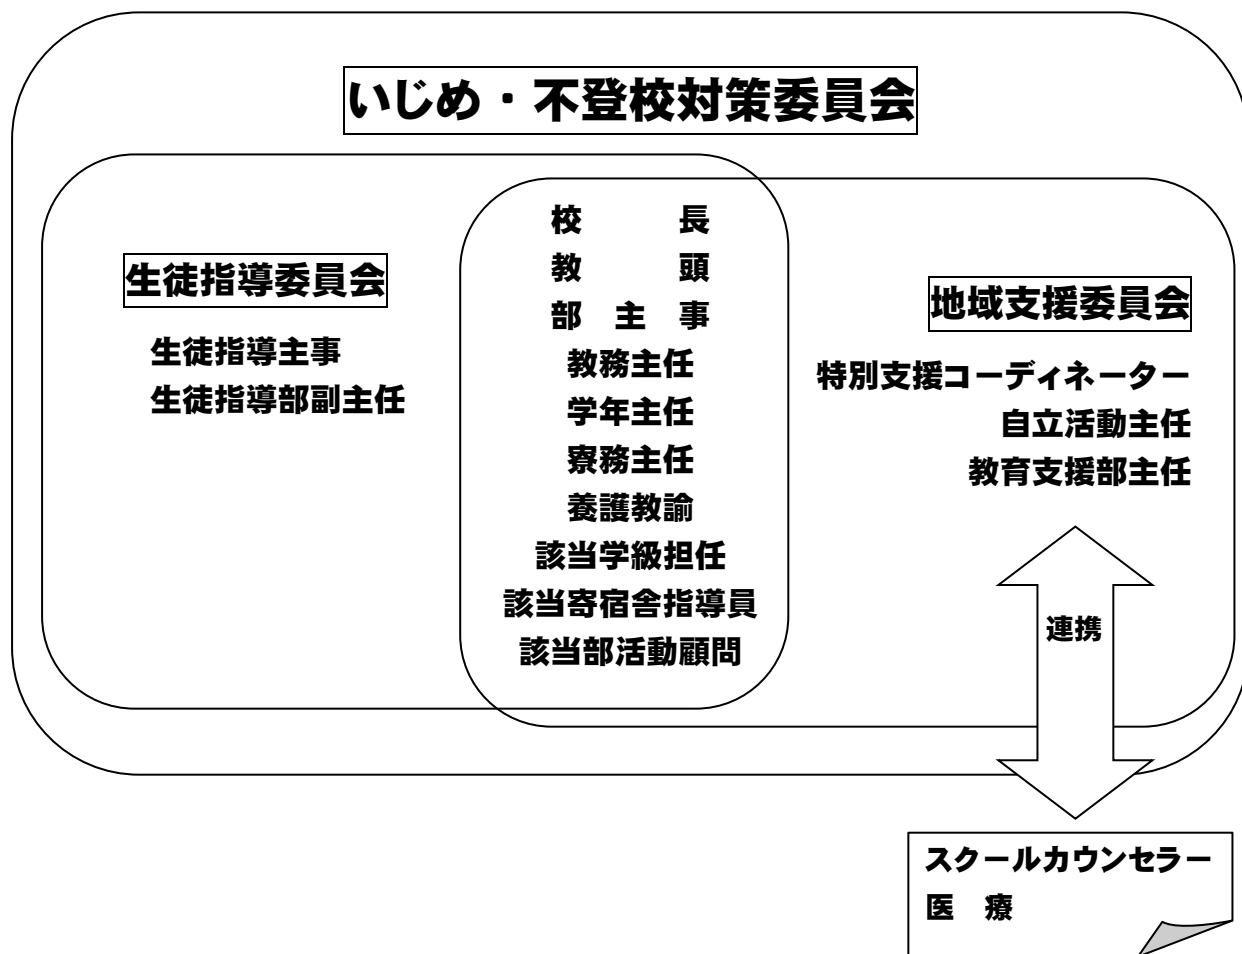 いじめ・不登校対策委員会
生徒指導委員会
生徒指導主事
生徒指導部副主任
校　　　長
教　　　頭
部　主　事
教務主任
学年主任
寮務主任
養護教諭
該当学級担任
該当寄宿舎指導員
該当部活動顧問
地域支援委員会
特別支援コーディネーター
自立活動主任
教育支援部主任
連携
スクールカウンセラー
医　療